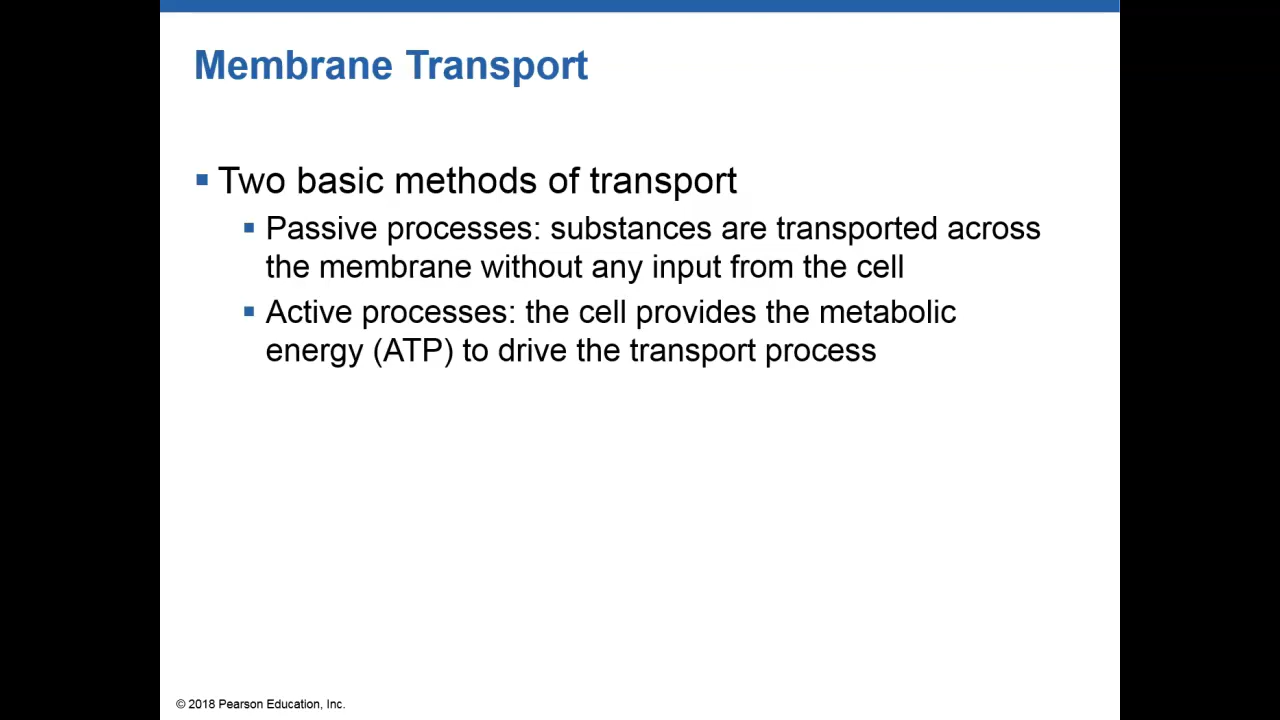 Membrane Transport
Two basic methods of transport
Passive processes: substances are transported across
the membrane without any input from the cell
Active processes: the cell provides the metabolic
energy (ATP) to drive the transport process
© 2018 Pearson Education, Inc.